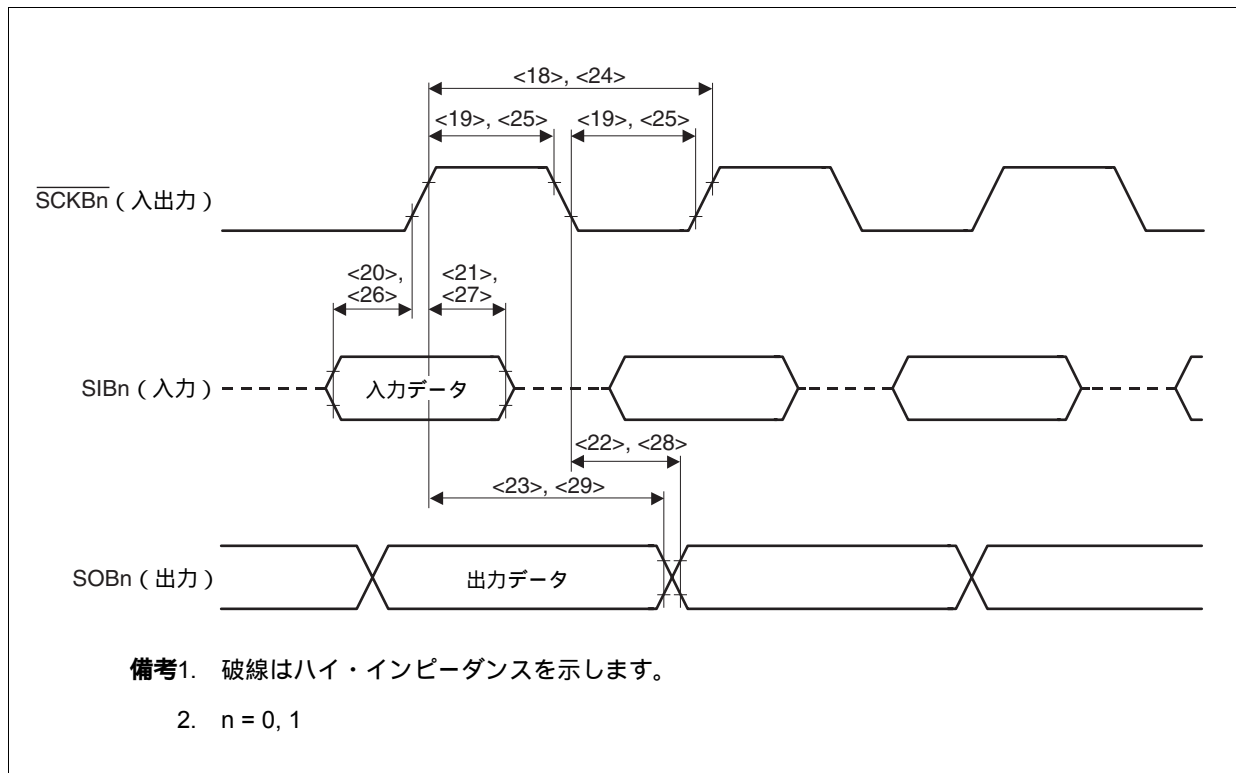 <18>, <24>
<19>, <25>
<19>, <25>
SCKBn（入出力）
<20>,
<26>
<21>,
<27>
SIBn（入力）
入力データ
<22>, <28>
<23>, <29>
SOBn（出力）
出力データ
備考1. 破線はハイ・インピーダンスを示します。
2. n = 0, 1